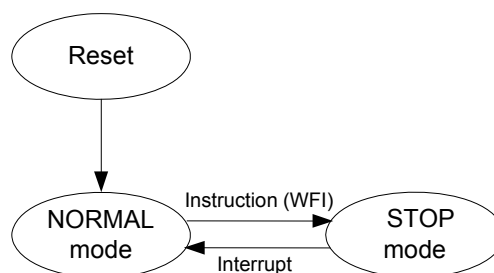 Reset
Instruction (WFI)
NORMAL
mode
STOP
mode
Interrupt